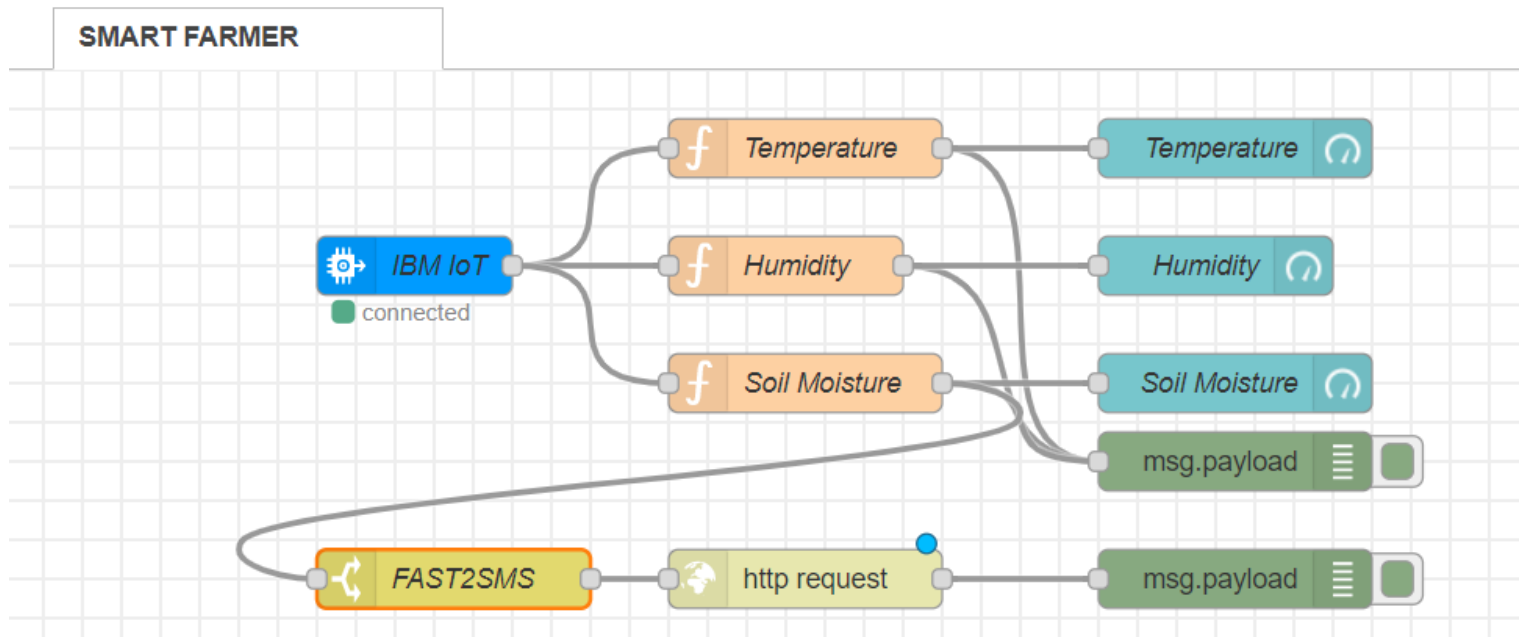 SMART FARMER
Temperature
Temperature
IBM IoT
Humidity
Humidity
connected
Soil Moisture
Soil Moisture
msg.payload
FAST2SMS
http request
msg.payload